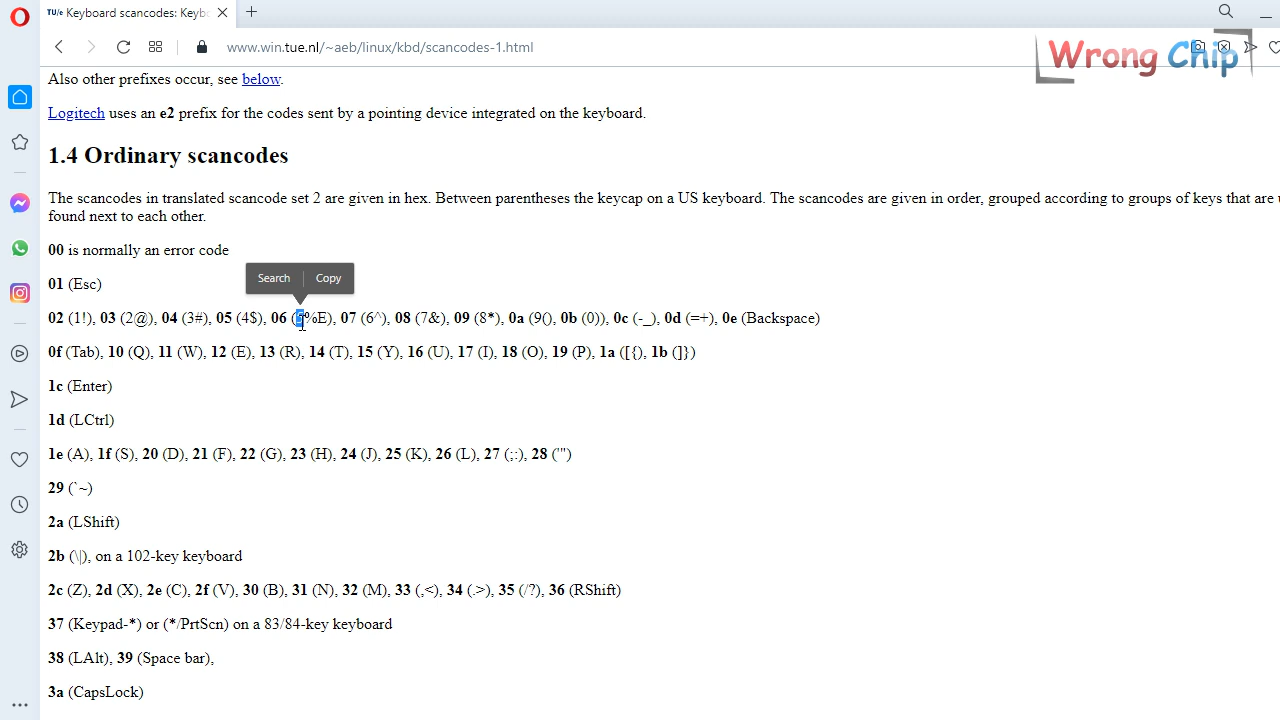 TU/e Keyboard scancodes: Keyb
www.win.tue.nl/~aeb/linux/kbd/scancodes-1.html
Wrong Chip
Also other prefixes occur, see below.
Logitech uses an e2 prefix for the codes sent by a pointing device integrated on the keyboard.
1.4 Ordinary scancodes
The scancodes in translated scancode set 2 are given in hex. Between parentheses the keycap on a US keyboard. The scancodes are given in order, grouped according to groups of keys that are
found next to each other.
00 is normally an error code
01 (Esc)
Search Copy
02 (1!), 03 (2@), 04 (3#), 05 (4$), 06 (5%E), 07 (6^), 08 (7&), 09 (8*), 0a (9(), 0b (0)), 0c (-_), 0d (=+), 0e (Backspace)
0f (Tab), 10 (Q), 11 (W), 12 (E), 13 (R), 14 (T), 15 (Y), 16 (U), 17 (I), 18 (O), 19 (P), 1a ([{), 1b (]})
1c (Enter)
1d (LCtrl)
1e (A), 1f (S), 20 (D), 21 (F), 22 (G), 23 (H), 24 (J), 25 (K), 26 (L), 27 (;:), 28 ('")
29 (`~)
2a (LShift)
2b (\|), on a 102-key keyboard
2c (Z), 2d (X), 2e (C), 2f (V), 30 (B), 31 (N), 32 (M), 33 (,<), 34 (.>), 35 (/?), 36 (RShift)
37 (Keypad-*) or (*/PrtScn) on a 83/84-key keyboard
38 (LAlt), 39 (Space bar),
3a (CapsLock)